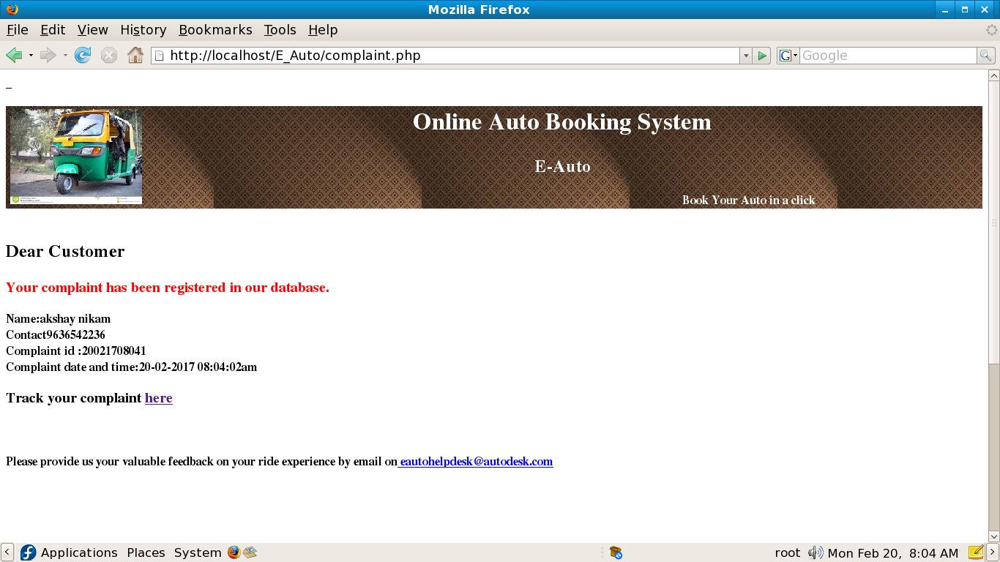 Mozilla Firefox
File Edit View History Bookmarks Tools Help
http://localhost/E_Auto/complaint.php
G Google
Online Auto Booking System
E-Auto
Book Your Auto in a click
Dear Customer
Your complaint has been registered in our database.
Name:akshay nikam
Contact9636542236
Complaint id :20021708041
Complaint date and time:20-02-2017 08:04:02am
Track your complaint here
Please provide us your valuable feedback on your ride experience by email on eautohelpdesk@autodesk.com
Applications Places System root Mon Feb 20, 8:04 AM